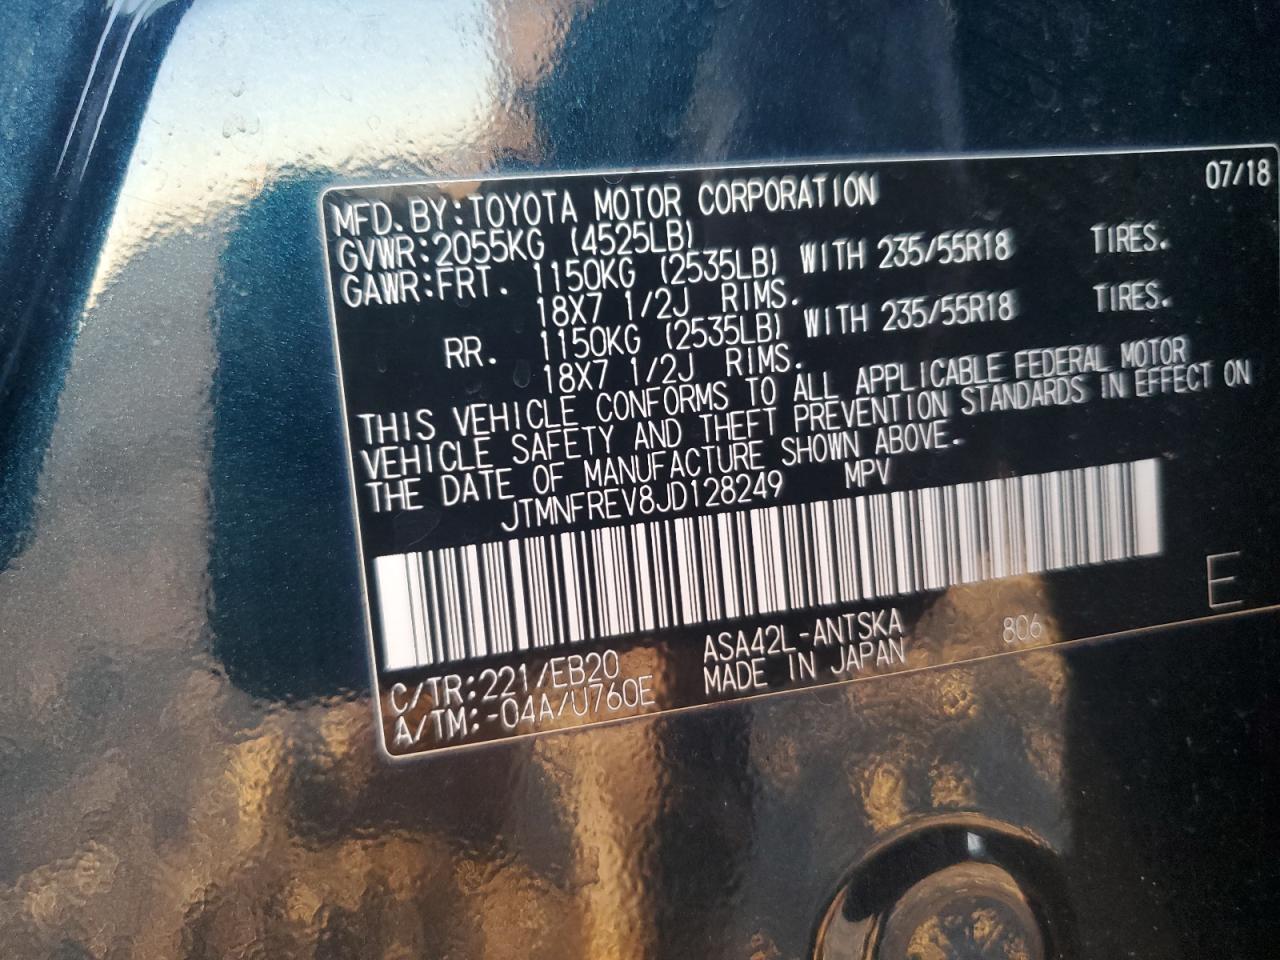 07/18
MFD.BY:TOYOTA MOTOR CORPORATION
GVWR:2055KG (4525LB)
GAWR:FRT. 1150KG (2535LB) WITH 235/55R18 TIRES.
18X7 1/2J RIMS.
RR. 1150KG (2535LB) WITH 235/55R18 TIRES.
18X7 1/2J RIMS.
THIS VEHICLE CONFORMS TO ALL APPLICABLE FEDERAL MOTOR
VEHICLE SAFETY AND THEFT PREVENTION STANDARDS IN EFFECT ON
THE DATE OF MANUFACTURE SHOWN ABOVE.
JTMNFREV8JD128249 MPV
E
C/TR:221/EB20 ASA42L-ANTSKA 806
A/TM:-04A/U760E MADE IN JAPAN